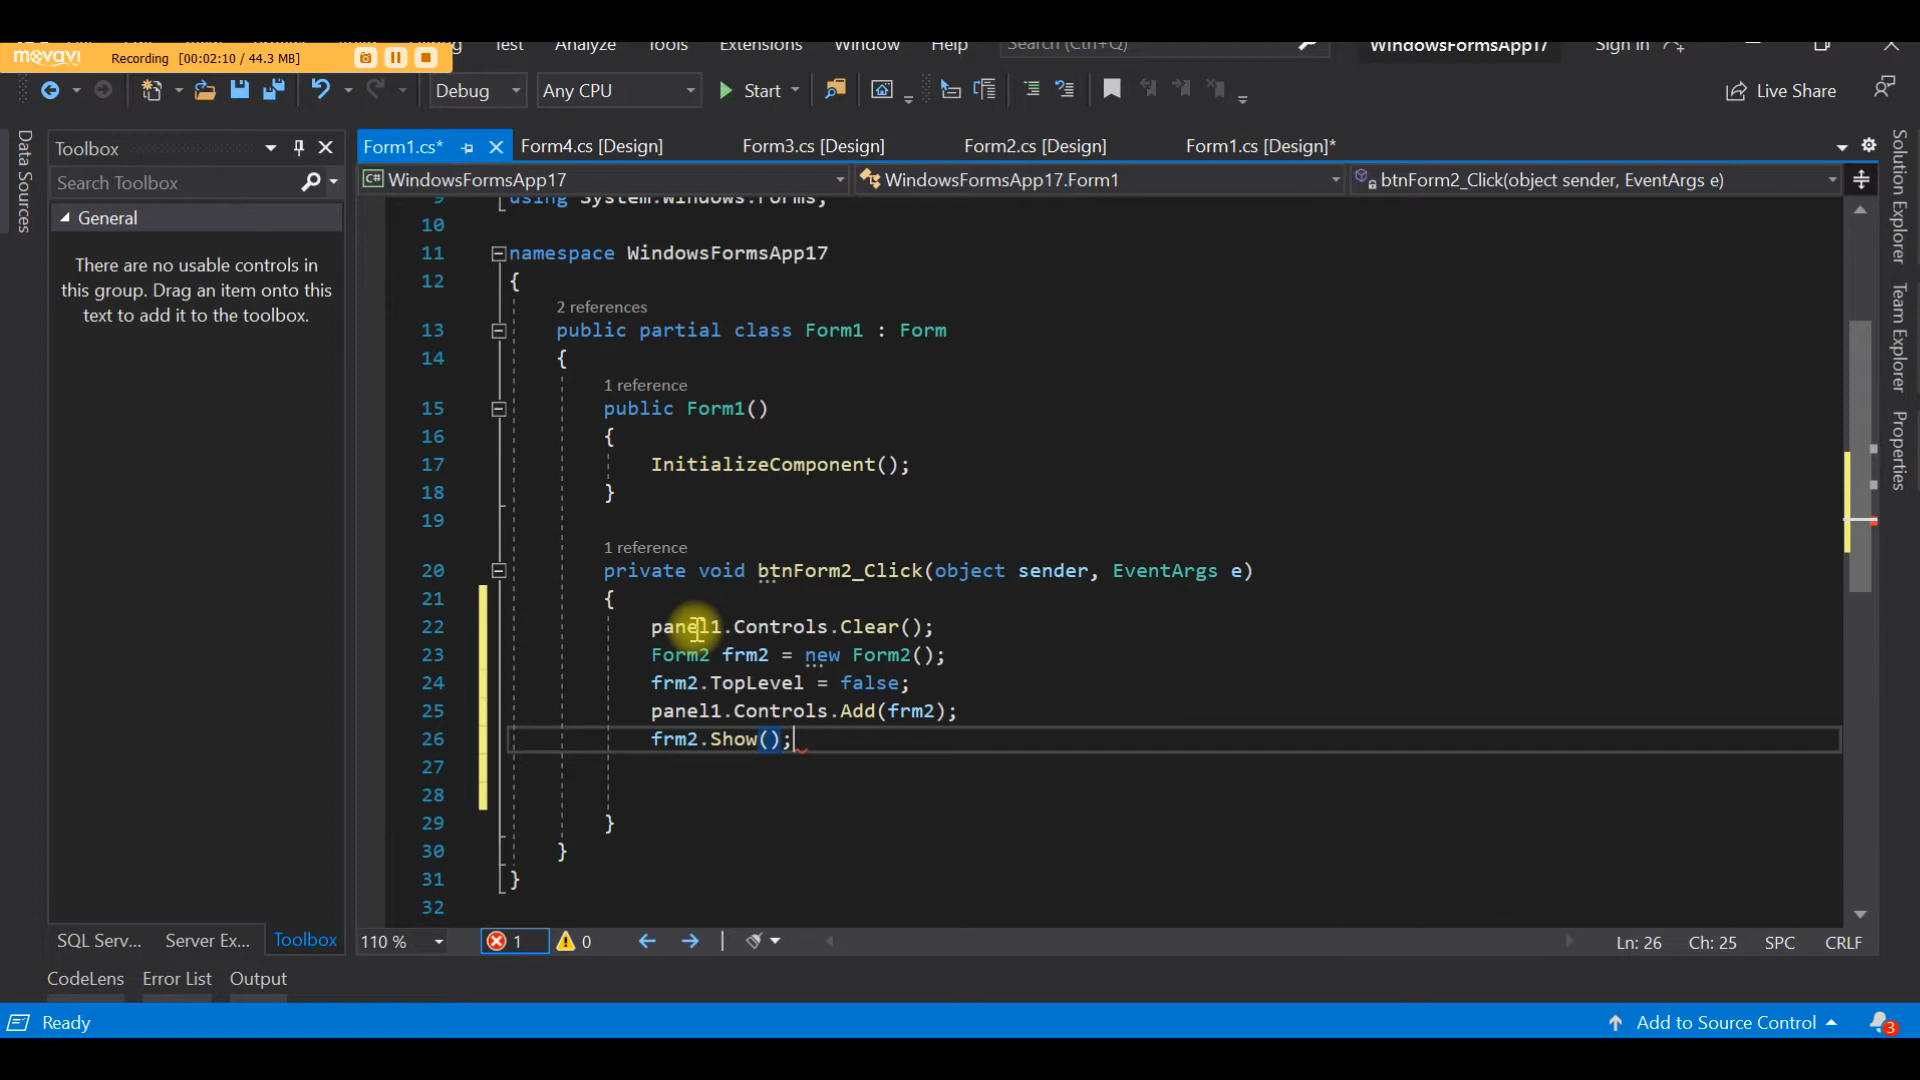 movavi Recording [00:02:10 / 44.3 MB] Test Analyze Tools Extensions Window Help Search (Ctrl+Q) WindowsFormsApp17 Sign in
Debug Any CPU Start Live Share
Data Sources
Toolbox
Search Toolbox
General
There are no usable controls in
this group. Drag an item onto this
text to add it to the toolbox.
SQL Serv... Server Ex... Toolbox
Form1.cs* Form4.cs [Design] Form3.cs [Design] Form2.cs [Design] Form1.cs [Design]*
WindowsFormsApp17 WindowsFormsApp17.Form1 btnForm2_Click(object sender, EventArgs e)
9 using System.Windows.Forms;
10
11 namespace WindowsFormsApp17
12 {
2 references
13 public partial class Form1 : Form
14 {
1 reference
15 public Form1()
16 {
17 InitializeComponent();
18 }
19
1 reference
20 private void btnForm2_Click(object sender, EventArgs e)
21 {
22 panel1.Controls.Clear();
23 Form2 frm2 = new Form2();
24 frm2.TopLevel = false;
25 panel1.Controls.Add(frm2);
26 frm2.Show();
27
28
29 }
30 }
31 }
32
110 % 1 0 Ln: 26 Ch: 25 SPC CRLF
Solution Explorer
Team Explorer
Properties
CodeLens Error List Output
Ready Add to Source Control 3